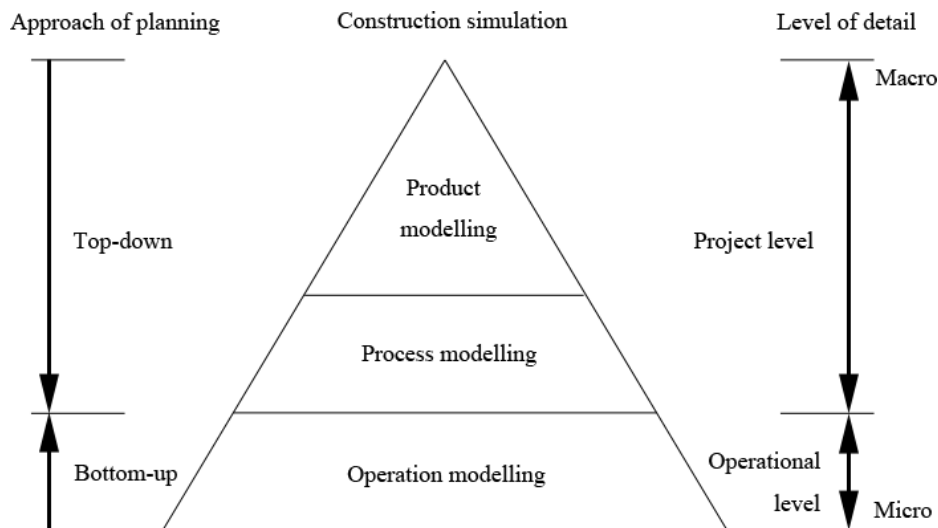 Approach of planning
Construction simulation
Level of detail
Macro
Product
modelling
Top-down
Project level
Process modelling
Bottom-up
Operation modelling
Operational
level
Micro